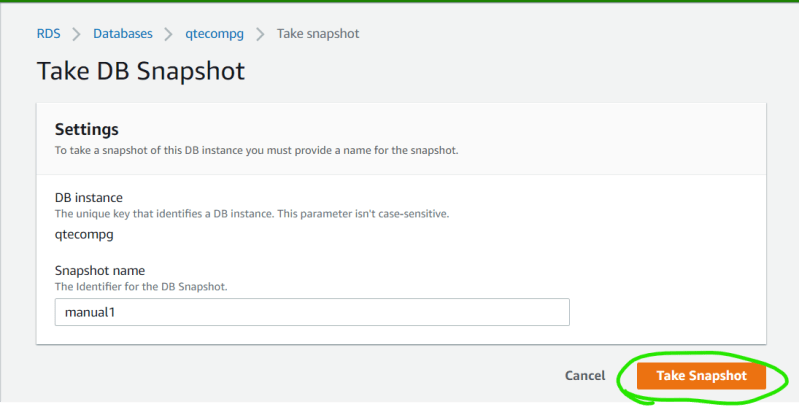 RDS > Databases > qtecompg > Take snapshot
Take DB Snapshot
Settings
To take a snapshot of this DB instance you must provide a name for the snapshot.
DB instance
The unique key that identifies a DB instance. This parameter isn't case-sensitive.
qtecompg
Snapshot name
The Identifier for the DB Snapshot.
manual1
Cancel Take Snapshot